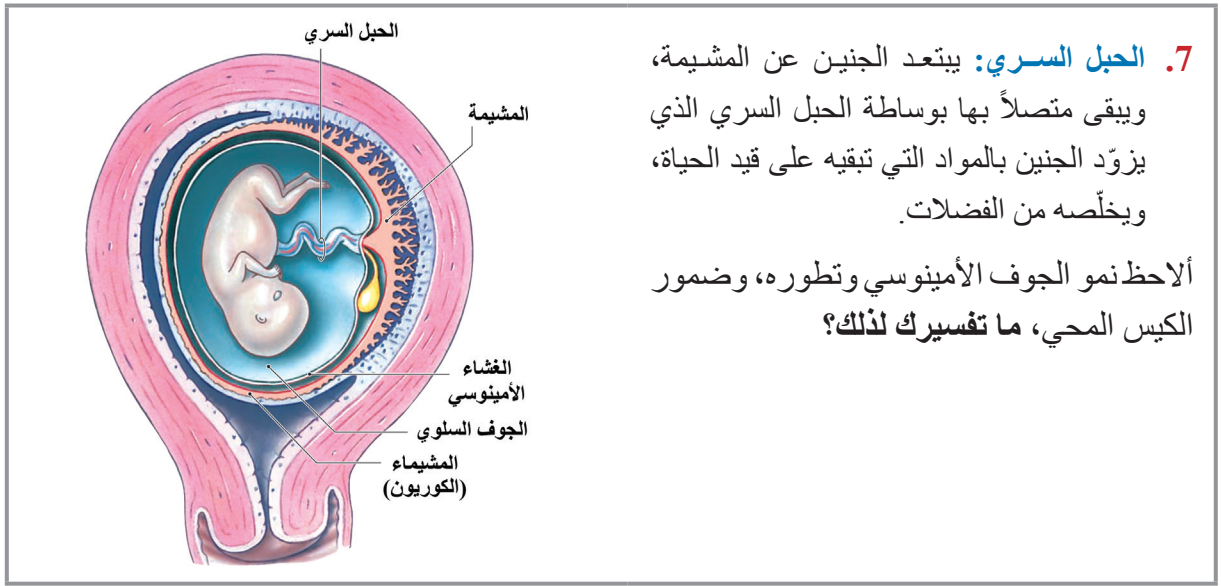 7. الحبل السري: يبتعد الجنين عن المشيمة،
ويبقى متصلاً بها بوساطة الحبل السري الذي
يزوّد الجنين بالمواد التي تبقيه على قيد الحياة،
ويخلّصه من الفضلات.
ألاحظ نمو الجوف الأمينوسي وتطوره، وضمور
الكيس المحي، ما تفسيرك لذلك؟
الحبل السري
المشيمة
الغشاء
الأمينوسي
الجوف السلوي
المشيماء
(الكوريون)